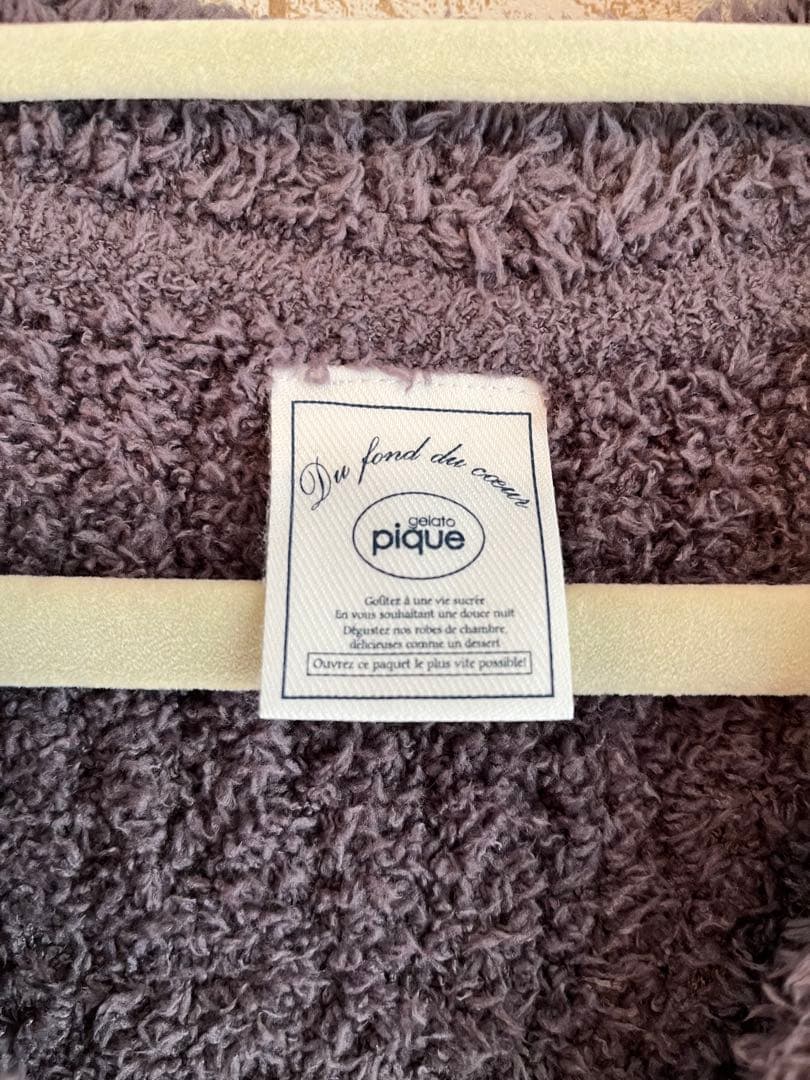 Du fond du cœur
gelato
pique
Goûtez à une vie sucrée
En vous souhaitant une douce nuit
Dégustez nos robes de chambre,
délicieuses comme un dessert
Ouvrez ce paquet le plus vite possible!